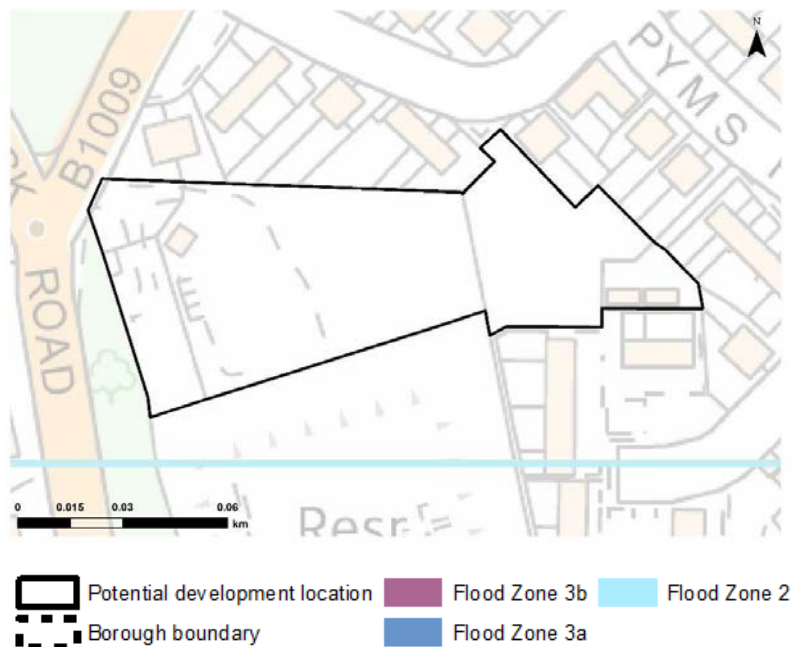 N
B1009
PYMS
ROAD
0 0.015 0.03 0.06
km
Resr
Potential development location
Flood Zone 3b
Flood Zone 2
Borough boundary
Flood Zone 3a